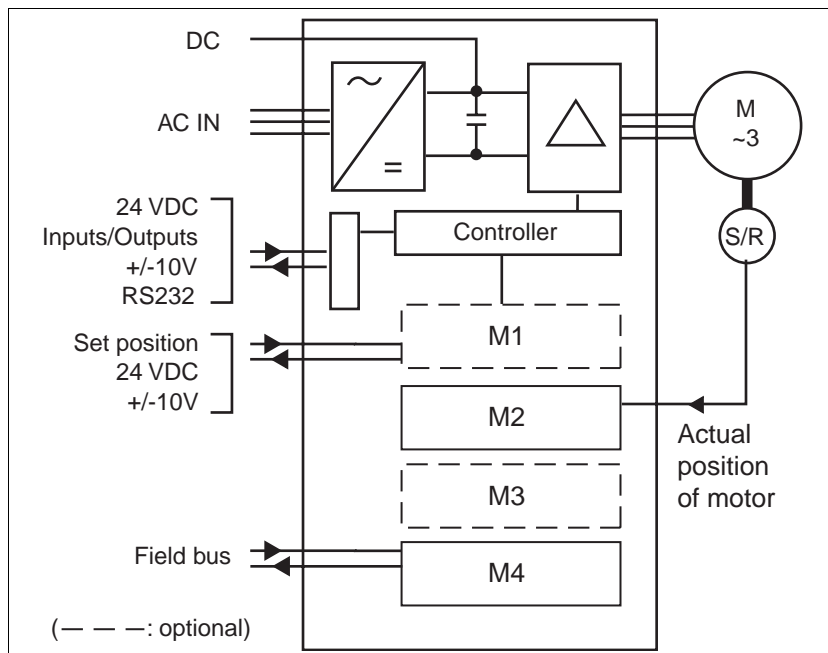 DC
AC IN
M
~3
24 VDC
Inputs/Outputs
+/-10V
RS232
Controller
S/R
Set position
24 VDC
+/-10V
M1
M2
Actual
position
of motor
M3
Field bus
M4
(— — —: optional)